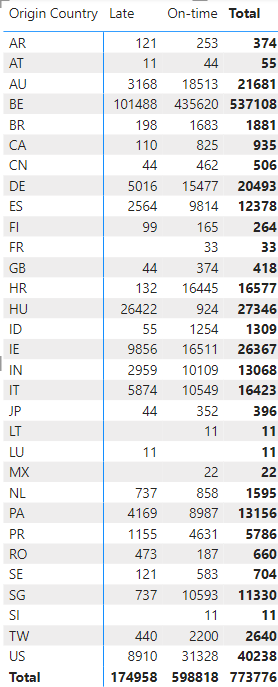 Origin Country Late On-time Total
AR 121 253 374
AT 11 44 55
AU 3168 18513 21681
BE 101488 435620 537108
BR 198 1683 1881
CA 110 825 935
CN 44 462 506
DE 5016 15477 20493
ES 2564 9814 12378
FI 99 165 264
FR 33 33
GB 44 374 418
HR 132 16445 16577
HU 26422 924 27346
ID 55 1254 1309
IE 9856 16511 26367
IN 2959 10109 13068
IT 5874 10549 16423
JP 44 352 396
LT 11 11
LU 11 11
MX 22 22
NL 737 858 1595
PA 4169 8987 13156
PR 1155 4631 5786
RO 473 187 660
SE 121 583 704
SG 737 10593 11330
SI 11 11
TW 440 2200 2640
US 8910 31328 40238
Total 174958 598818 773776